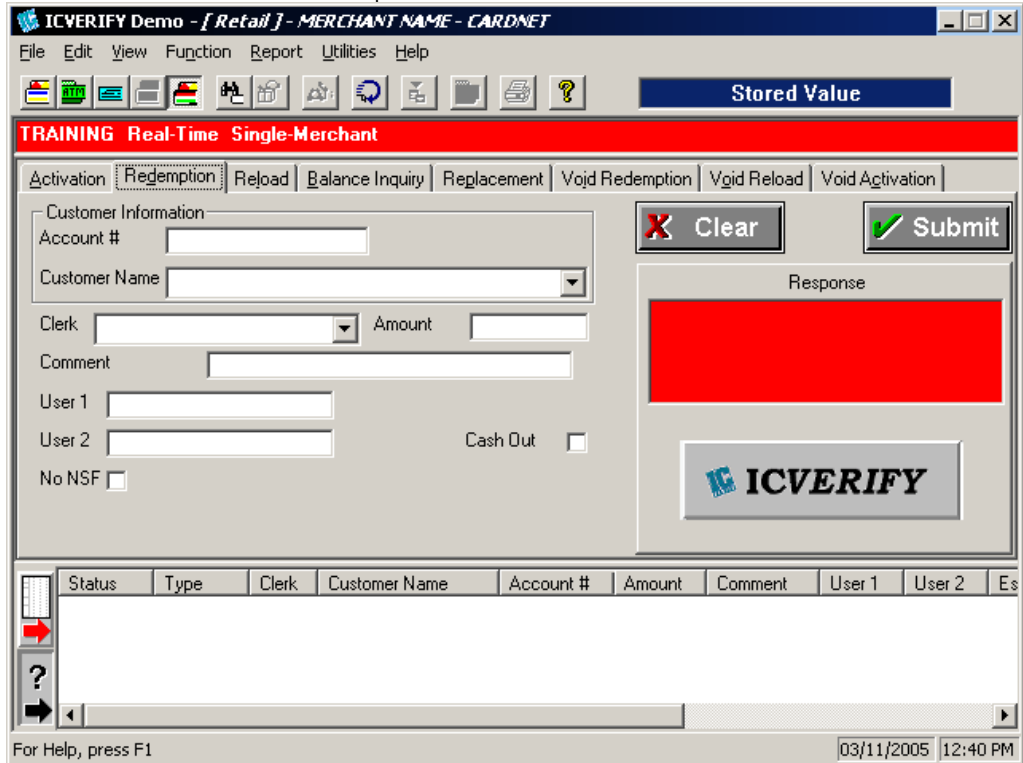 ICVERIFY Demo - [ Retail ] - MERCHANT NAME - CARDNET
File Edit View Function Report Utilities Help
ATM ? Stored Value
TRAINING Real-Time Single-Merchant
Activation Redemption Reload Balance Inquiry Replacement Void Redemption Void Reload Void Activation
Customer Information
Clear Submit
Account #
Customer Name
Response
Clerk Amount
Comment
User 1
User 2 Cash Out
No NSF
ICVERIFY
Status Type Clerk Customer Name Account # Amount Comment User 1 User 2 Es
?
For Help, press F1 03/11/2005 12:40 PM